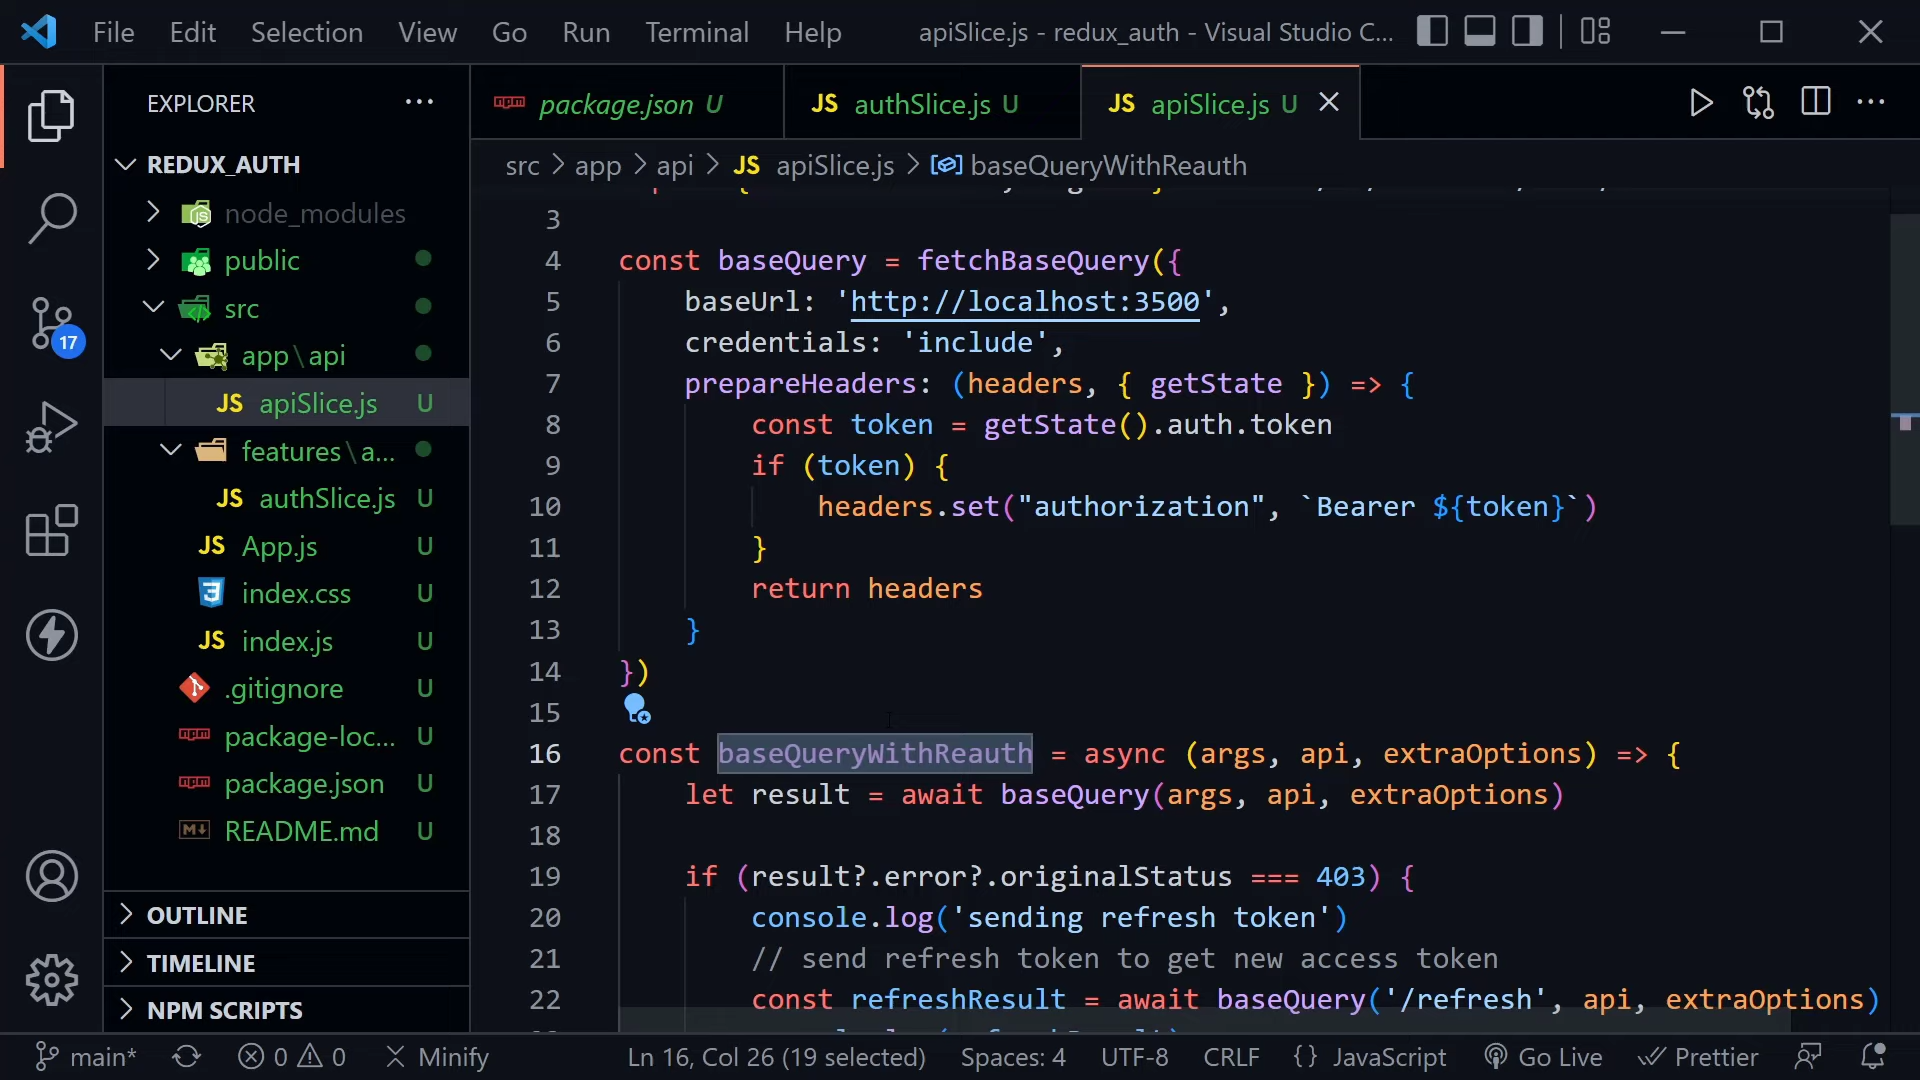 File Edit Selection View Go Run Terminal Help apiSlice.js - redux_auth - Visual Studio C...
EXPLORER
REDUX_AUTH
node_modules
public
src
app\api
apiSlice.js U
features\a...
authSlice.js U
App.js U
index.css U
index.js U
.gitignore U
package-loc... U
package.json U
README.md U
OUTLINE
TIMELINE
NPM SCRIPTS
17
package.json U JS authSlice.js U JS apiSlice.js U
src > app > api > JS apiSlice.js > baseQueryWithReauth
3
4 const baseQuery = fetchBaseQuery({
5 baseUrl: 'http://localhost:3500',
6 credentials: 'include',
7 prepareHeaders: (headers, { getState }) => {
8 const token = getState().auth.token
9 if (token) {
10 headers.set("authorization", `Bearer ${token}`)
11 }
12 return headers
13 }
14 })
15
16 const baseQueryWithReauth = async (args, api, extraOptions) => {
17 let result = await baseQuery(args, api, extraOptions)
18
19 if (result?.error?.originalStatus === 403) {
20 console.log('sending refresh token')
21 // send refresh token to get new access token
22 const refreshResult = await baseQuery('/refresh', api, extraOptions)
main* 0 0 Minify Ln 16, Col 26 (19 selected) Spaces: 4 UTF-8 CRLF {} JavaScript Go Live Prettier